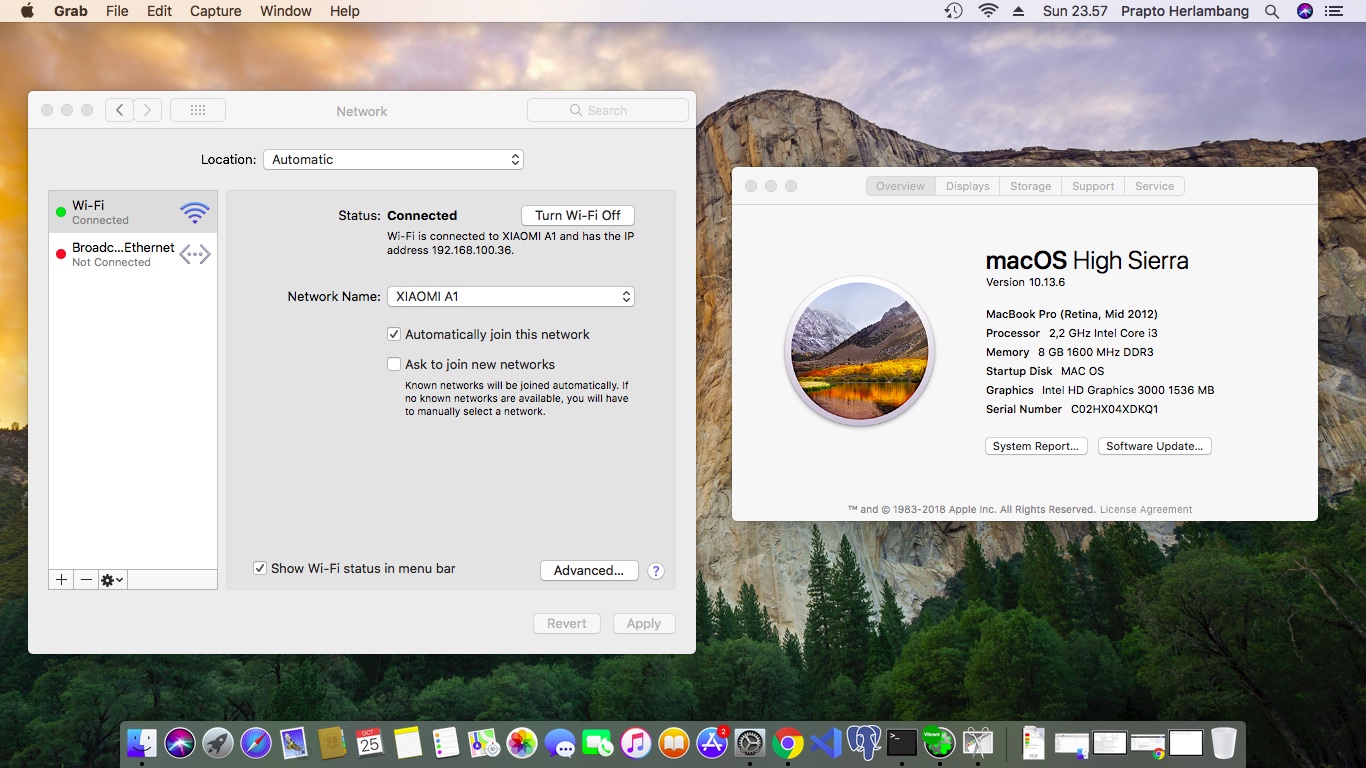 Grab File Edit Capture Window Help
Sun 23.57 Prapto Herlambang
Network
Search
Location: Automatic
Wi-Fi
Connected
Broadc...Ethernet
Not Connected
Status: Connected
Turn Wi-Fi Off
Wi-Fi is connected to XIAOMI A1 and has the IP
address 192.168.100.36.
Network Name: XIAOMI A1
Automatically join this network
Ask to join new networks
Known networks will be joined automatically. If
no known networks are available, you will have
to manually select a network.
Show Wi-Fi status in menu bar
Advanced...
?
Revert
Apply
Overview Displays Storage Support Service
macOS High Sierra
Version 10.13.6
MacBook Pro (Retina, Mid 2012)
Processor 2,2 GHz Intel Core i3
Memory 8 GB 1600 MHz DDR3
Startup Disk MAC OS
Graphics Intel HD Graphics 3000 1536 MB
Serial Number C02HX04XDKQ1
System Report...
Software Update...
™ and © 1983-2018 Apple Inc. All Rights Reserved. License Agreement
OCT
25
2
Vibrant
PDF